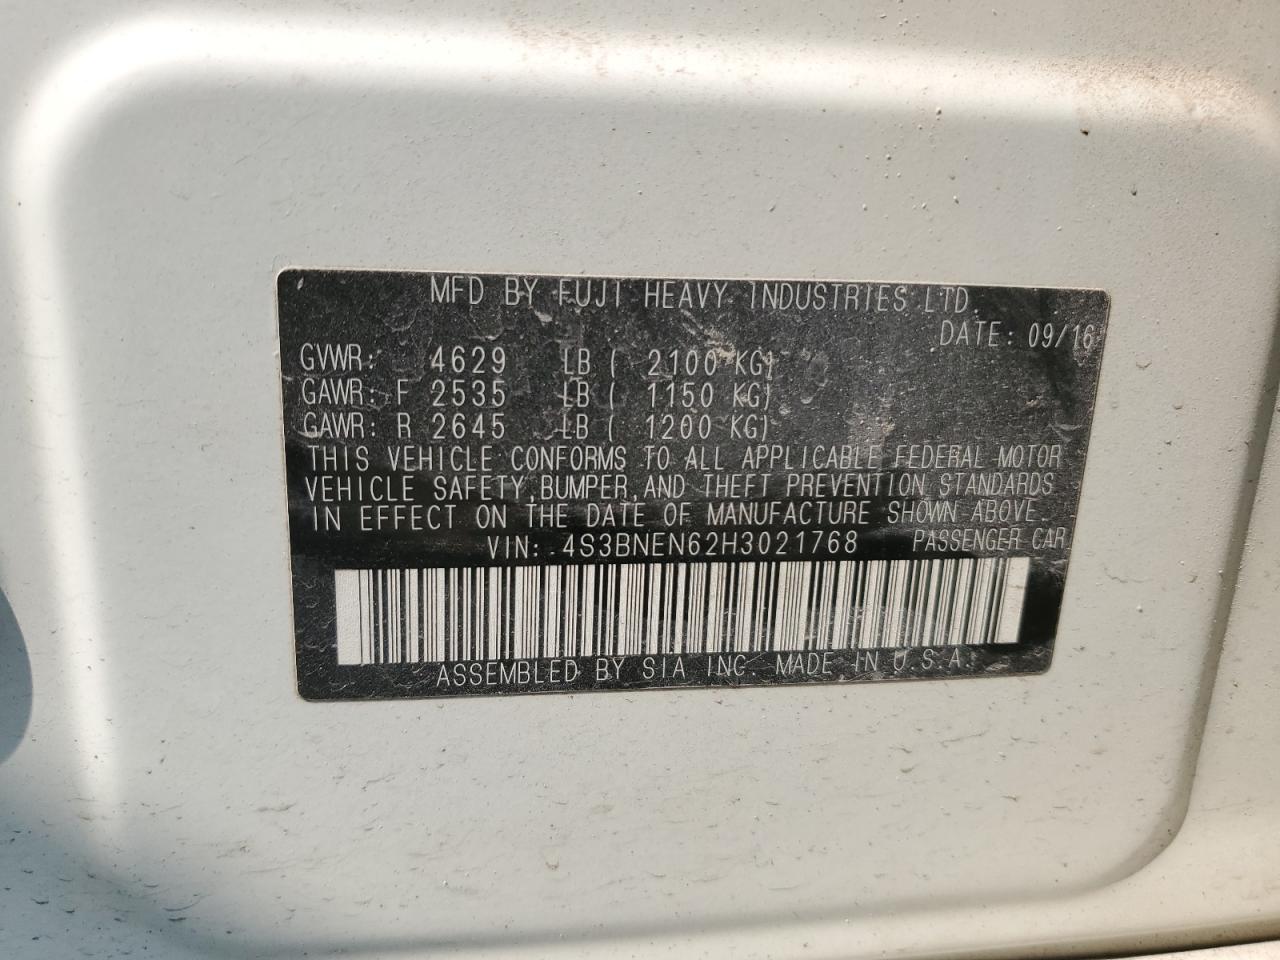 MFD BY FUJI HEAVY INDUSTRIES LTD.
DATE: 09/16
GVWR: 4629 LB ( 2100 KG)
GAWR: F 2535 LB ( 1150 KG)
GAWR: R 2645 LB ( 1200 KG)
THIS VEHICLE CONFORMS TO ALL APPLICABLE FEDERAL MOTOR
VEHICLE SAFETY, BUMPER, AND THEFT PREVENTION STANDARDS
IN EFFECT ON THE DATE OF MANUFACTURE SHOWN ABOVE.
VIN: 4S3BNEN62H3021768 PASSENGER CAR
ASSEMBLED BY SIA INC. MADE IN U.S.A.